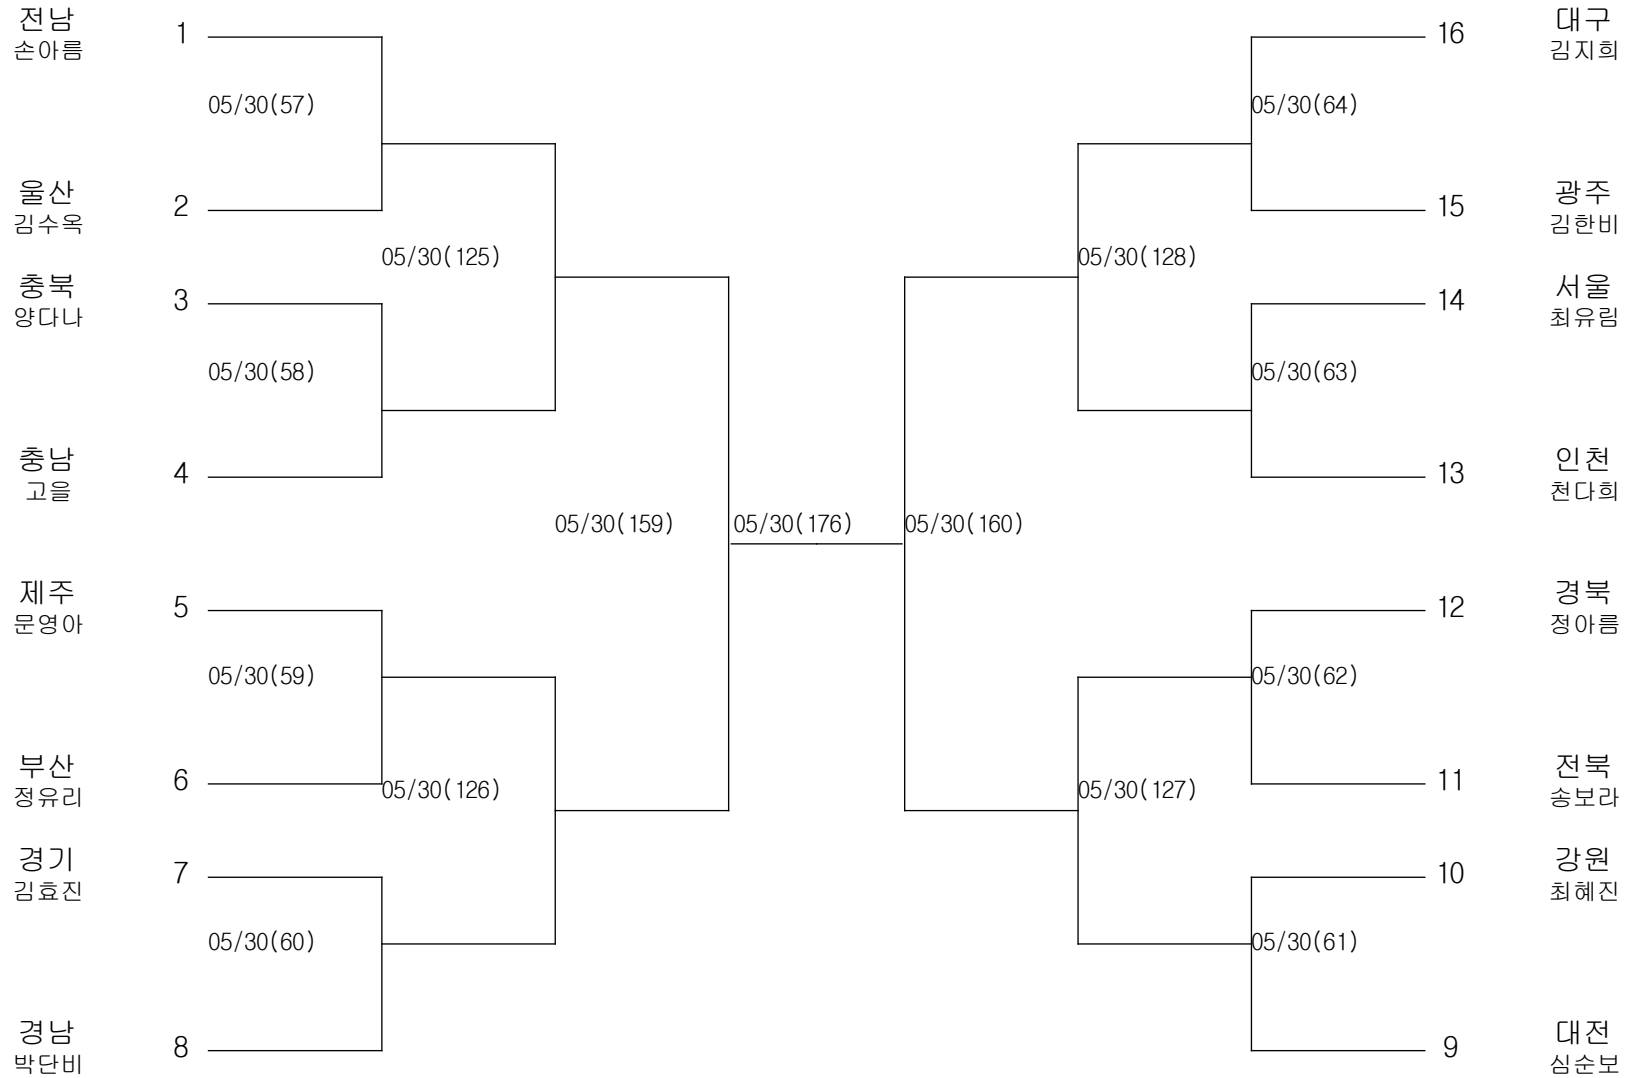 전남
손아름
1
16
대구
김지희
05/30(57)
05/30(64)
울산
김수옥
2
15
광주
김한비
05/30(125)
05/30(128)
충북
양다나
3
14
서울
최유림
05/30(58)
05/30(63)
충남
고을
4
13
인천
천다희
05/30(159)
05/30(176)
05/30(160)
제주
문영아
5
12
경북
정아름
05/30(59)
05/30(62)
부산
정유리
6
11
전북
송보라
05/30(126)
05/30(127)
경기
김효진
7
10
강원
최혜진
05/30(60)
05/30(61)
경남
박단비
8
9
대전
심순보